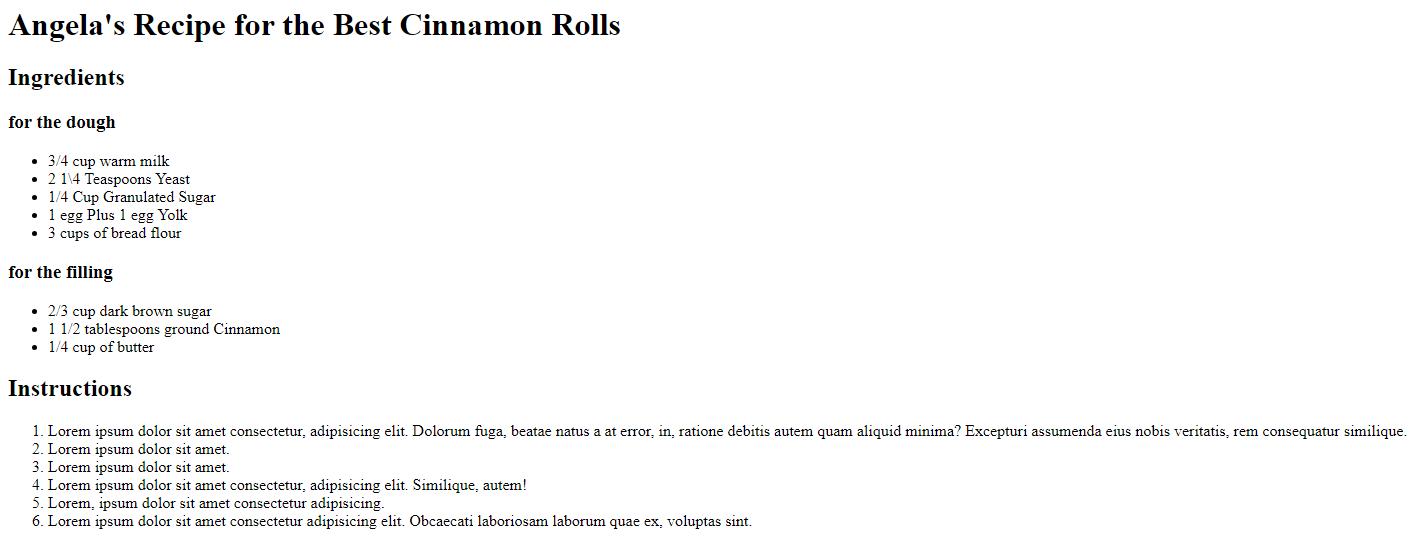 Angela's Recipe for the Best Cinnamon Rolls
Ingredients
for the dough
• 3/4 cup warm milk
• 2 1\4 Teaspoons Yeast
• 1/4 Cup Granulated Sugar
• 1 egg Plus 1 egg Yolk
• 3 cups of bread flour
for the filling
• 2/3 cup dark brown sugar
• 1 1/2 tablespoons ground Cinnamon
• 1/4 cup of butter
Instructions
1. Lorem ipsum dolor sit amet consectetur, adipisicing elit. Dolorum fuga, beatae natus a at error, in, ratione debitis autem quam aliquid minima? Excepturi assumenda eius nobis veritatis, rem consequatur similique.
2. Lorem ipsum dolor sit amet.
3. Lorem ipsum dolor sit amet.
4. Lorem ipsum dolor sit amet consectetur, adipisicing elit. Similique, autem!
5. Lorem, ipsum dolor sit amet consectetur adipisicing.
6. Lorem ipsum dolor sit amet consectetur adipisicing elit. Obcaecati laboriosam laborum quae ex, voluptas sint.